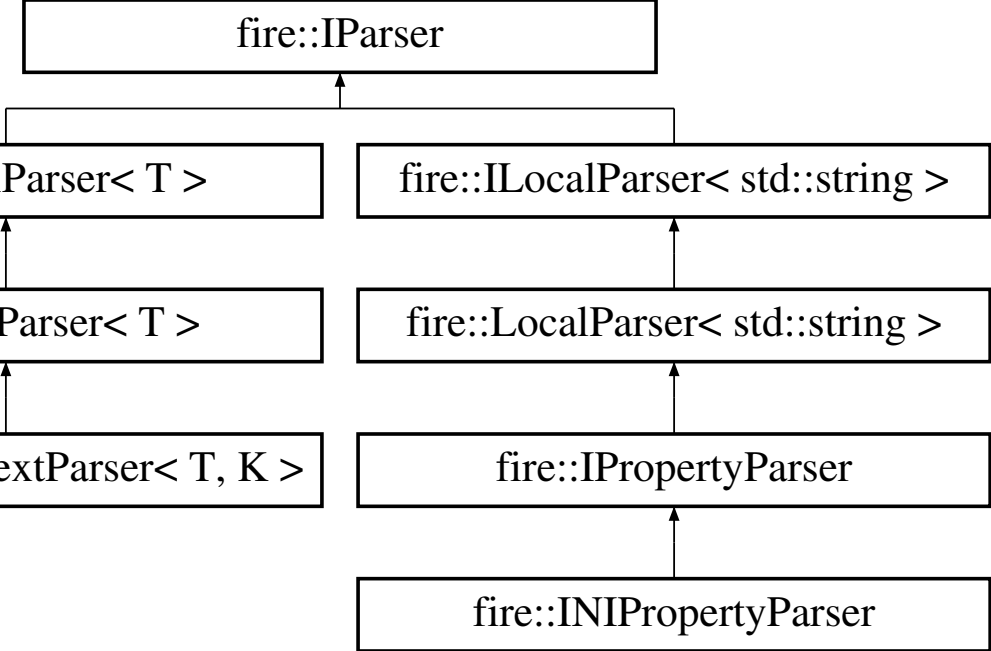 fire::IParser
Parser< T >
fire::ILocalParser< std::string >
Parser< T >
fire::LocalParser< std::string >
extParser< T, K >
fire::IPropertyParser
fire::INIPropertyParser